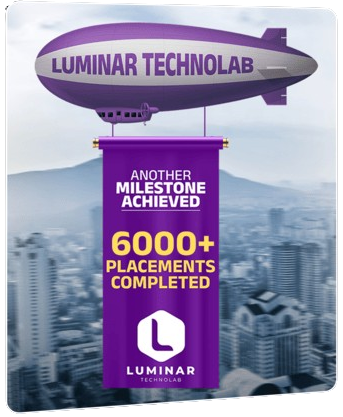 LUMINAR TECHNOLAB
ANOTHER
MILESTONE
ACHIEVED
6000+
PLACEMENTS
COMPLETED
LUMINAR
TECHNOLAB